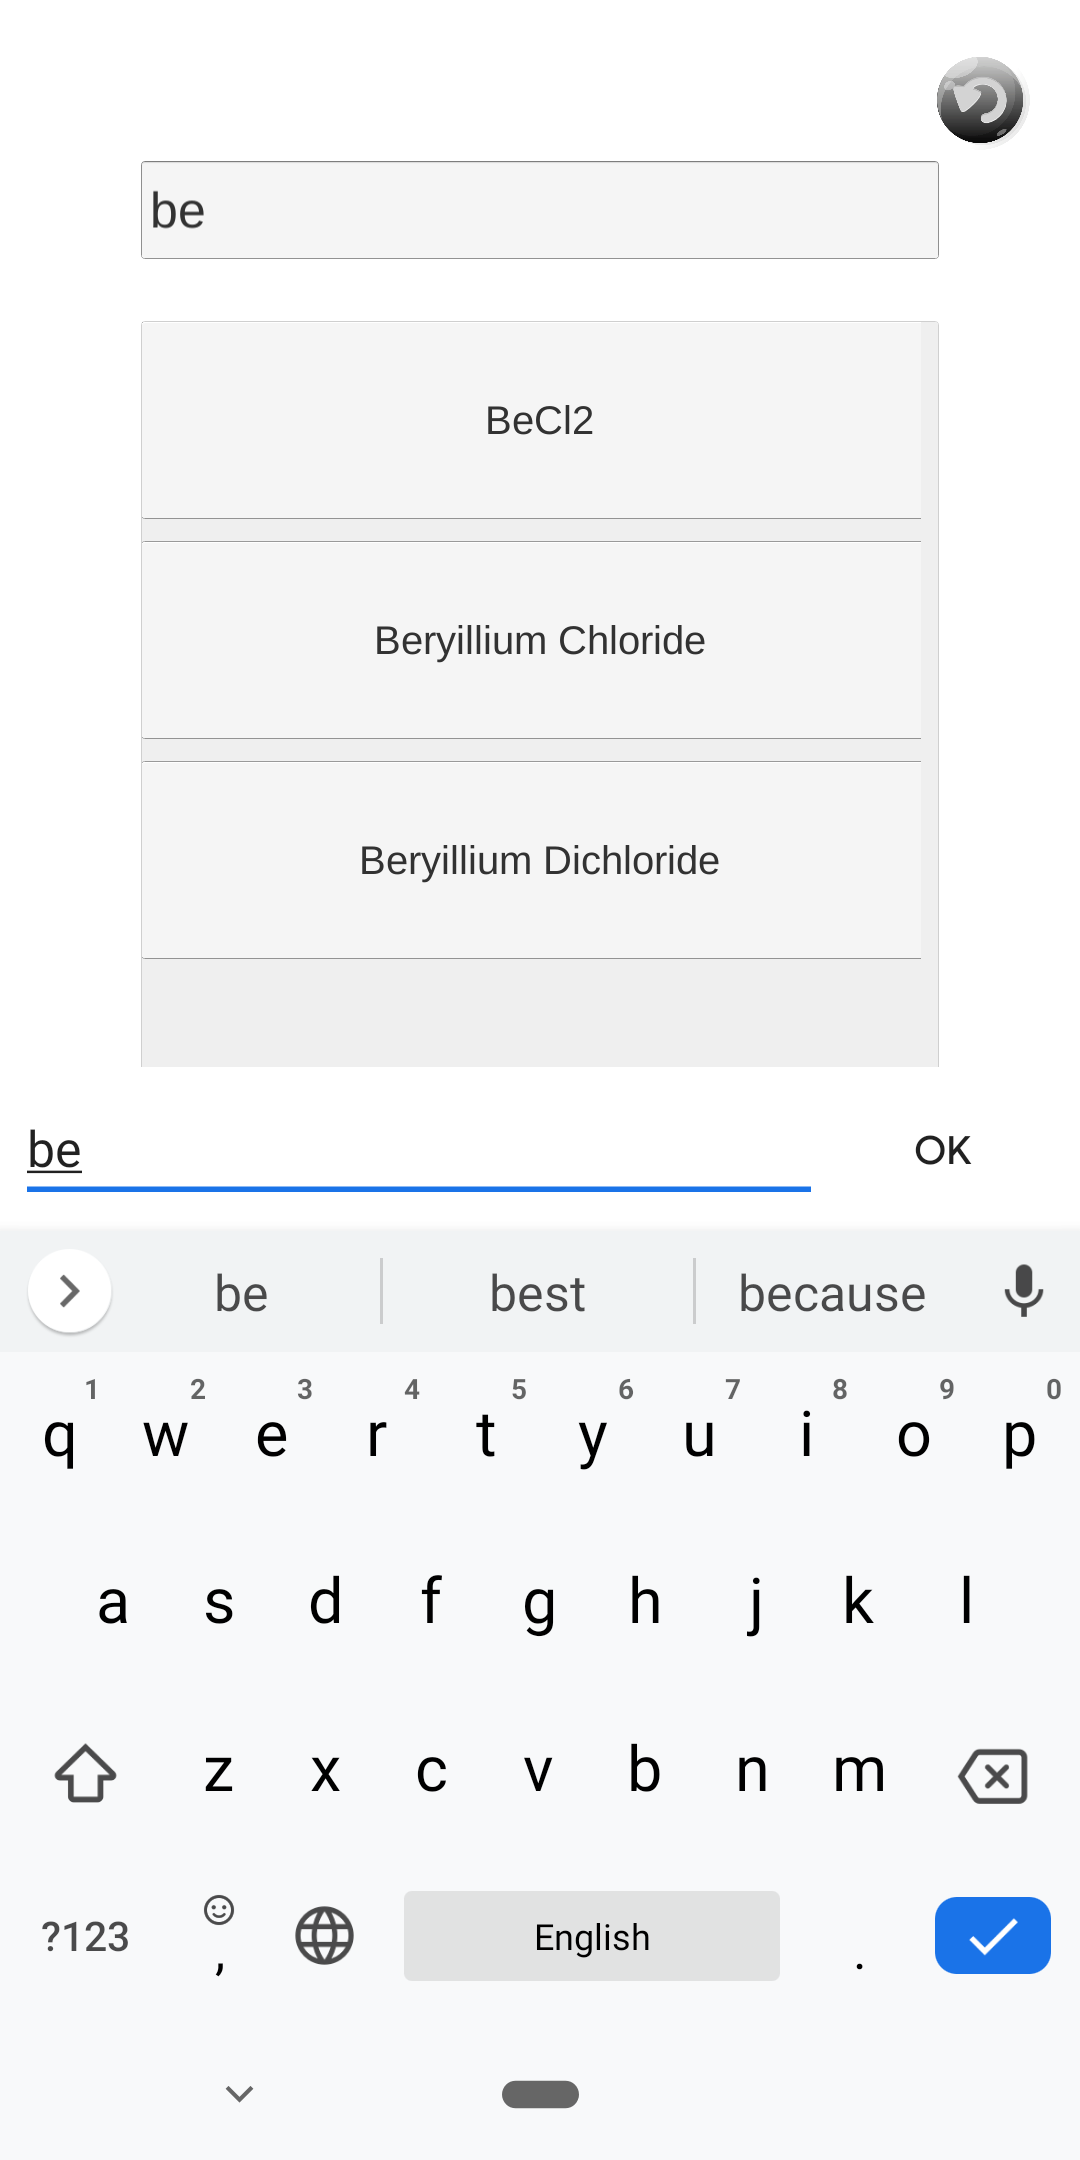 be
BeCl2
Beryillium Chloride
Beryillium Dichloride
be OK
be best because
1 2 3 4 5 6 7 8 9 0
q w e r t y u i o p
a s d f g h j k l
z x c v b n m
?123 , English .